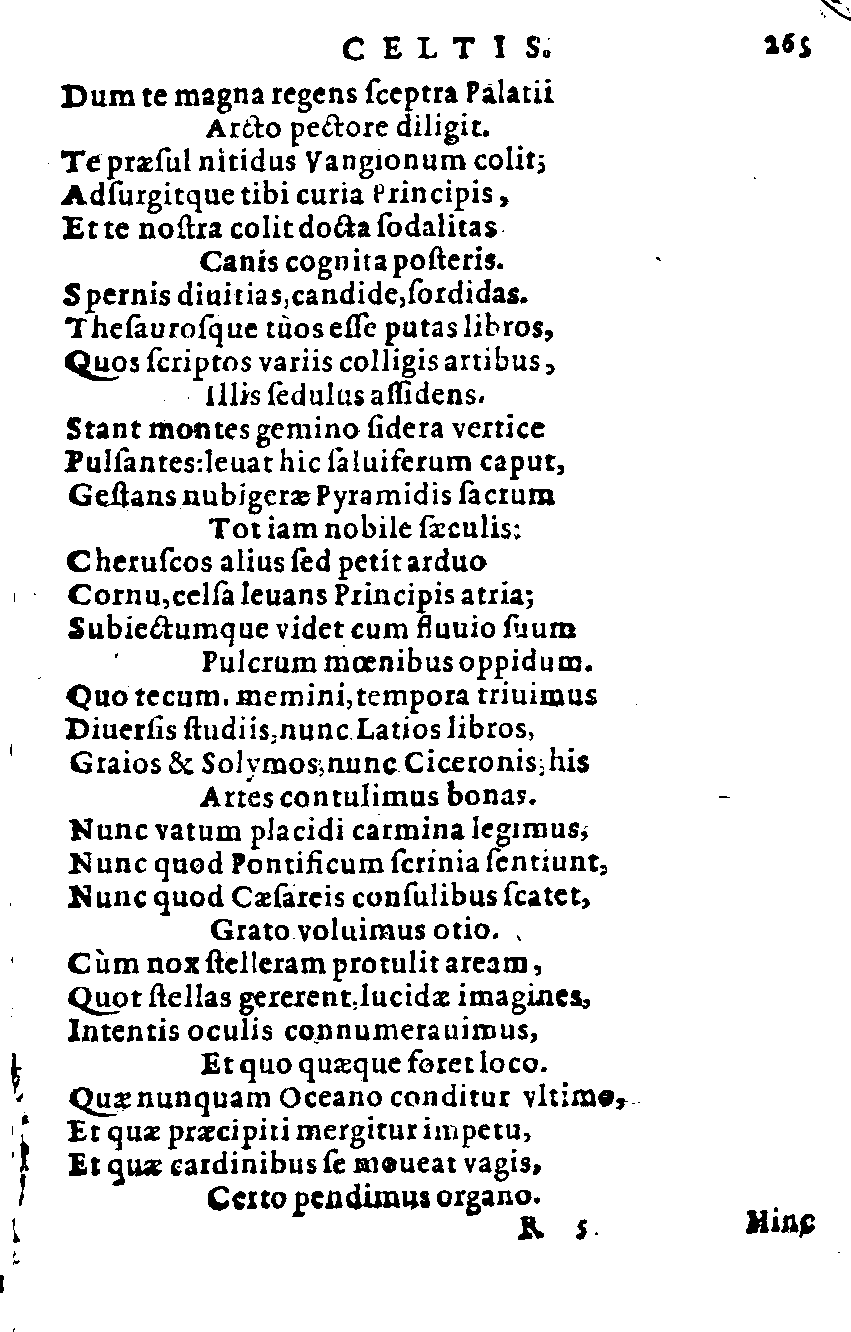 CELTIS. 265
Dum te magna regens ſceptra Palatii
Arcto pectore diligit.
Te præſul nitidus Vangionum colit;
Adſurgitque tibi curia Principis,
Et te noſtra colit docta ſodalitas
Canis cognita poſteris.
Spernis diuitias, candide, ſordidas.
Theſauroſque tùos eſſe putas libros,
Quos ſcriptos variis colligis artibus,
Illis ſedulus aſſidens.
Stant montes gemino ſidera vertice
Pulſantes: leuat hic ſaluiferum caput,
Geſtans nubigeræ Pyramidis ſacrum
Tot iam nobile ſæculis:
Cheruſcos alius ſed petit arduo
Cornu, celſa leuans Principis atria;
Subiectumque videt cum fluuio ſuum
Pulcrum mœnibus oppidum.
Quo tecum. memini, tempora triuimus
Diuerſis ſtudiis, nunc Latios libros,
Graios & Solymos, nunc Ciceronis; his
Artes contulimus bonas.
Nunc vatum placidi carmina legimus;
Nunc quod Pontificum ſcrinia ſentiunt,
Nunc quod Cæſareis conſulibus ſcatet,
Grato voluimus otio.
Cùm nox ſtelleram protulit aream,
Quot ſtellas gererent, lucidæ imagines,
Intentis oculis connumerauimus,
Et quo quæque foret loco.
Quæ nunquam Oceano conditur vltimo,
Et quæ præcipiti mergitur impetu,
Et quæ cardinibus ſe moueat vagis,
Certo pendimus organo.
R 5. Hinc